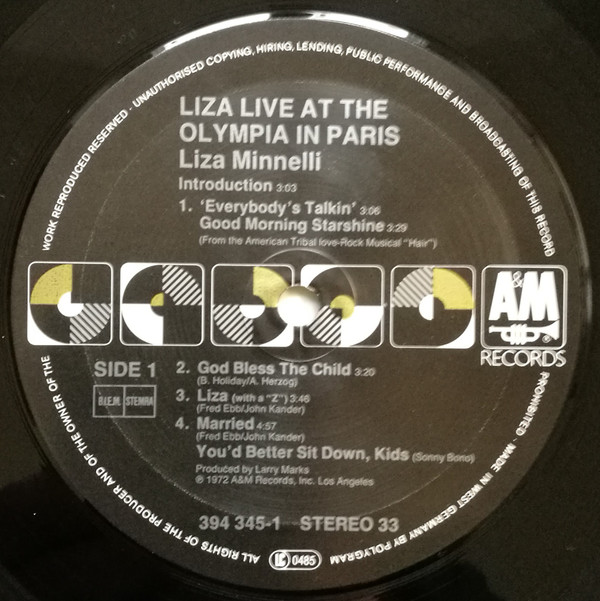 WORK REPRODUCED RESERVED · UNAUTHORISED COPYING, HIRING, LENDING, PUBLIC PERFORMANCE AND BROADCASTING OF THIS RECORD
LIZA LIVE AT THE
OLYMPIA IN PARIS
Liza Minnelli
Introduction 3:03
1. ‘Everybody's Talkin’ 3:06
Good Morning Starshine 3:29
(From the American Tribal love-Rock Musical "Hair")
A&M
®
RECORDS
SIDE 1
B.I.E.M. STEMRA
2. God Bless The Child 3:20
(B. Holiday/A. Herzog)
3. Liza (with a "Z") 3:46
(Fred Ebb/John Kander)
4. Married 4:57
(Fred Ebb/John Kander)
You'd Better Sit Down, Kids (Sonny Bono)
Produced by Larry Marks
℗ 1972 A&M Records, Inc. Los Angeles
394 345-1 STEREO 33
LC 0485
PROHIBITED · MADE IN WEST GERMANY BY POLYGRAM
ALL RIGHTS OF THE PRODUCER AND OF THE OWNER OF THE